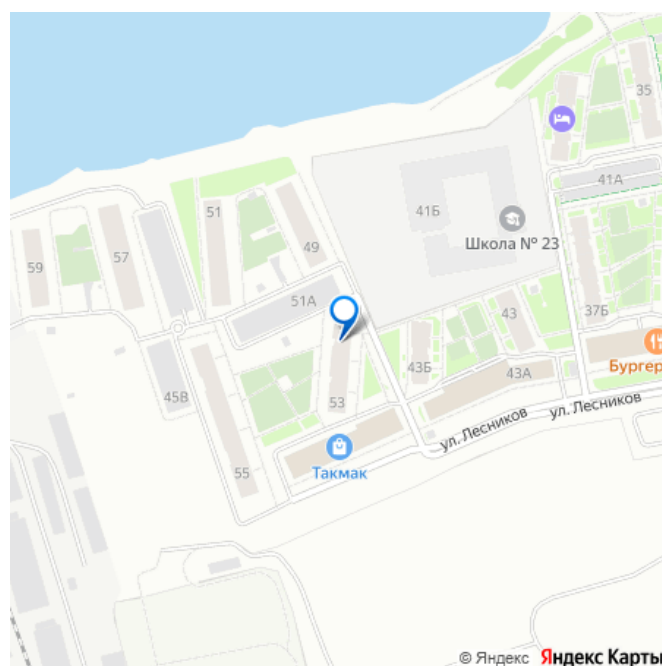 35
41А
41Б
Школа № 23
51
49
57
59
51А
43
37Б
Бургер
43Б
43А
45В
53
ул. Лесников
ул. Лесников
55
Такмак
© Яндекс Яндекс Карты